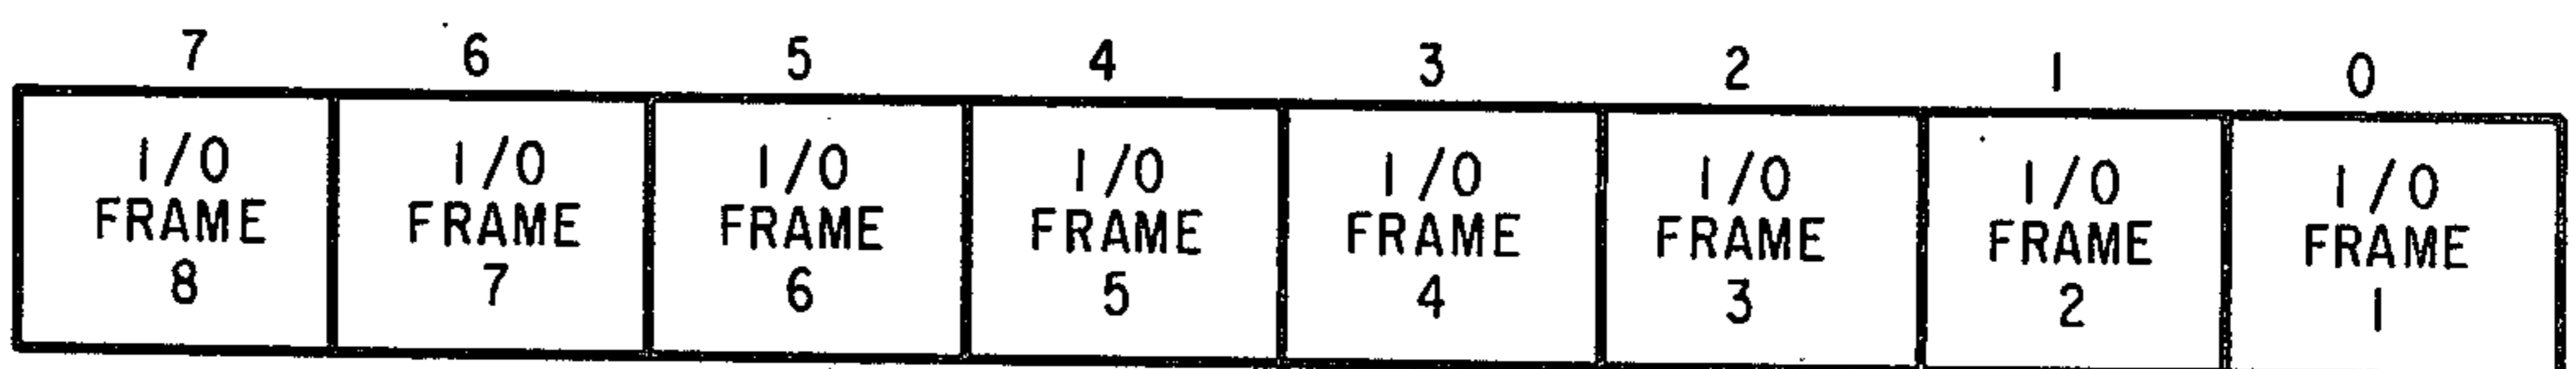 7 6 5 4 3 2 1 0
I/O I/O I/O I/O I/O I/O I/O I/O
FRAME FRAME FRAME FRAME FRAME FRAME FRAME FRAME
8 7 6 5 4 3 2 1